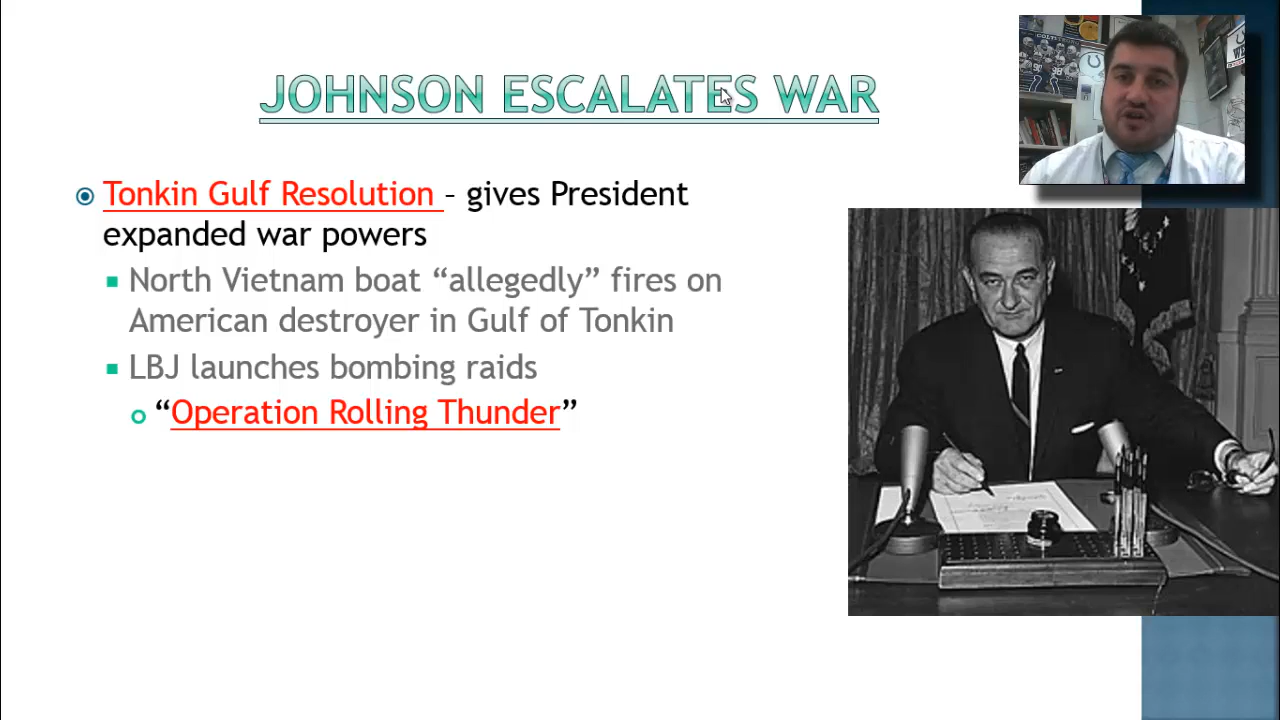 JOHNSON ESCALATES WAR
Tonkin Gulf Resolution – gives President
expanded war powers
North Vietnam boat “allegedly” fires on
American destroyer in Gulf of Tonkin
LBJ launches bombing raids
“Operation Rolling Thunder”